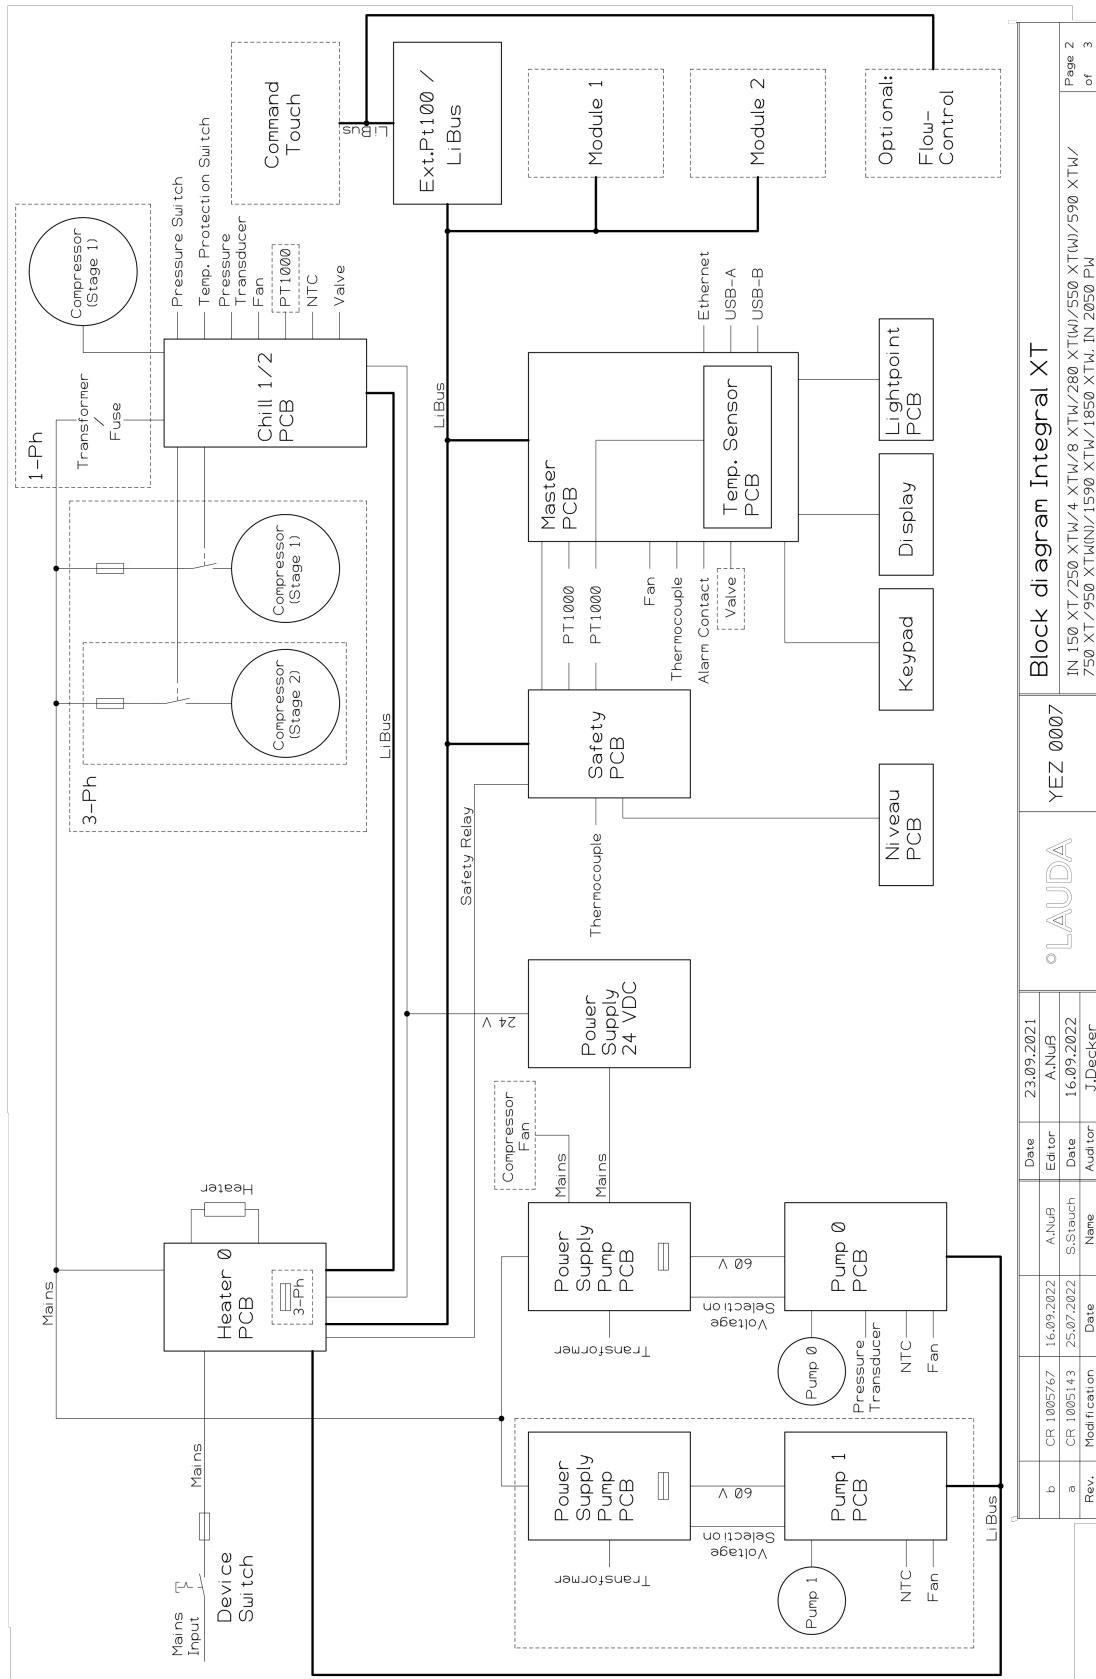 Mains
Input
Device
Switch
Mains
Mains
Heater 0
PCB
3-Ph
Heater
3-Ph
Compressor
(Stage 2)
Compressor
(Stage 1)
1-Ph
Transformer
/
Fuse
Compressor
(Stage 1)
Chill 1/2
PCB
Pressure Switch
Temp. Protection Switch
Pressure
Transducer
Fan
PT1000
NTC
Valve
Command
Touch
LiBus
LiBus
Ext.Pt100 /
LiBus
LiBus
LiBus
Safety Relay
24 V
Module 1
Module 2
Optional:
Flow-
Control
Transformer
Power
Supply
Pump
PCB
60 V
Voltage
Selection
Pump 1
PCB
Pump 1
NTC
Fan
LiBus
Transformer
Power
Supply
Pump
PCB
Mains
Mains
Compressor
Fan
60 V
Voltage
Selection
Pump 0
PCB
Pump 0
Pressure
Transducer
NTC
Fan
Power
Supply
24 VDC
Thermocouple
Safety
PCB
Niveau
PCB
PT1000
PT1000
Fan
Thermocouple
Alarm Contact
Valve
Master
PCB
Temp. Sensor
PCB
Ethernet
USB-A
USB-B
Keypad
Display
Lightpoint
PCB
b CR 1005767 16.09.2022 A.Nuß
a CR 1005143 25.07.2022 S.Stauch
Rev. Modification Date Name
Date 23.09.2021
Editor A.Nuß
Date 16.09.2022
Auditor J.Decker
°LAUDA
YEZ 0007
Block diagram Integral XT
IN 150 XT/250 XTW/4 XTW/8 XTW/280 XT(W)/550 XT(W)/590 XTW/
750 XT/950 XTW(N)/1590 XTW/1850 XTW, IN 2050 PW
Page 2
of 3